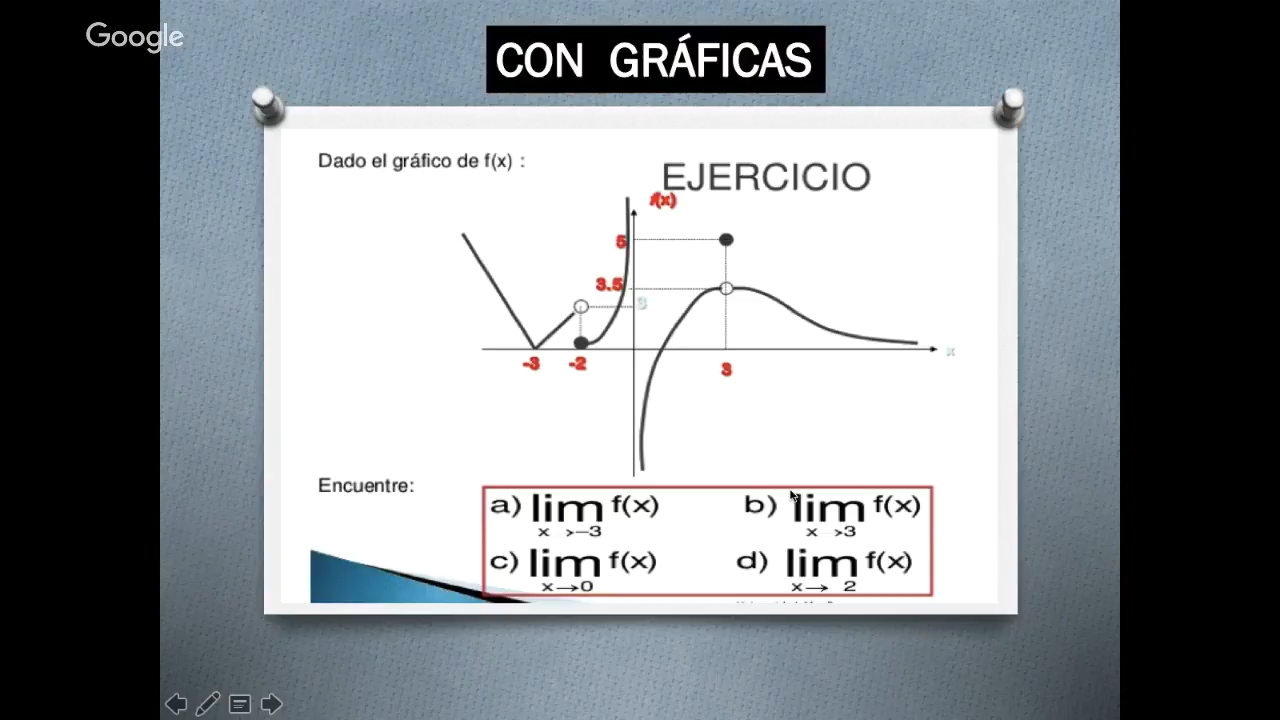 Google
CON GRÁFICAS
Dado el gráfico de f(x) :
EJERCICIO
f(x)
5
3.5
3
x
-3
-2
3
Encuentre:
a) lim f(x)
x >-3
b) lim f(x)
x >3
c) lim f(x)
x→0
d) lim f(x)
x→ 2